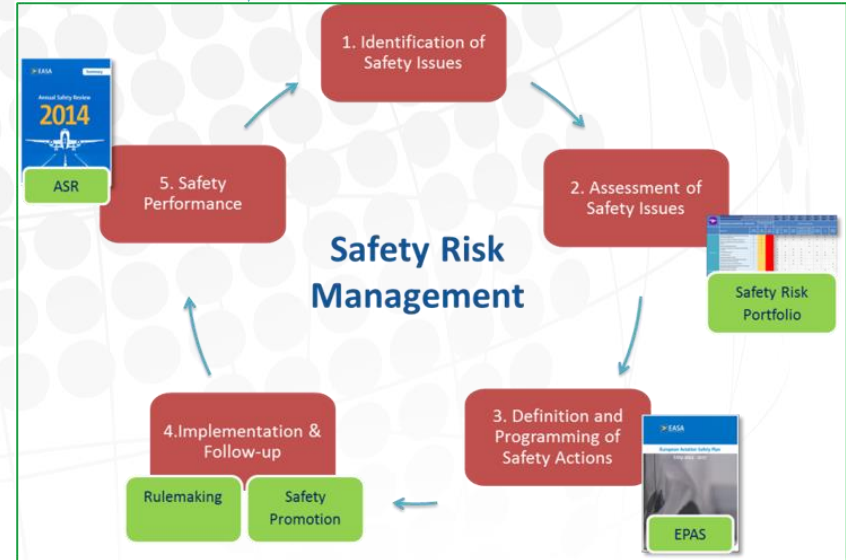 1. Identification of
Safety Issues
EASA
Annual Safety Review
2014
ASR
5. Safety
Performance
2. Assessment of
Safety Issues
Safety Risk
Management
Safety Risk
Portfolio
4.Implementation &
Follow-up
3. Definition and
Programming of
Safety Actions
EASA
European Aviation Safety Plan
Rulemaking
Safety
Promotion
EPAS